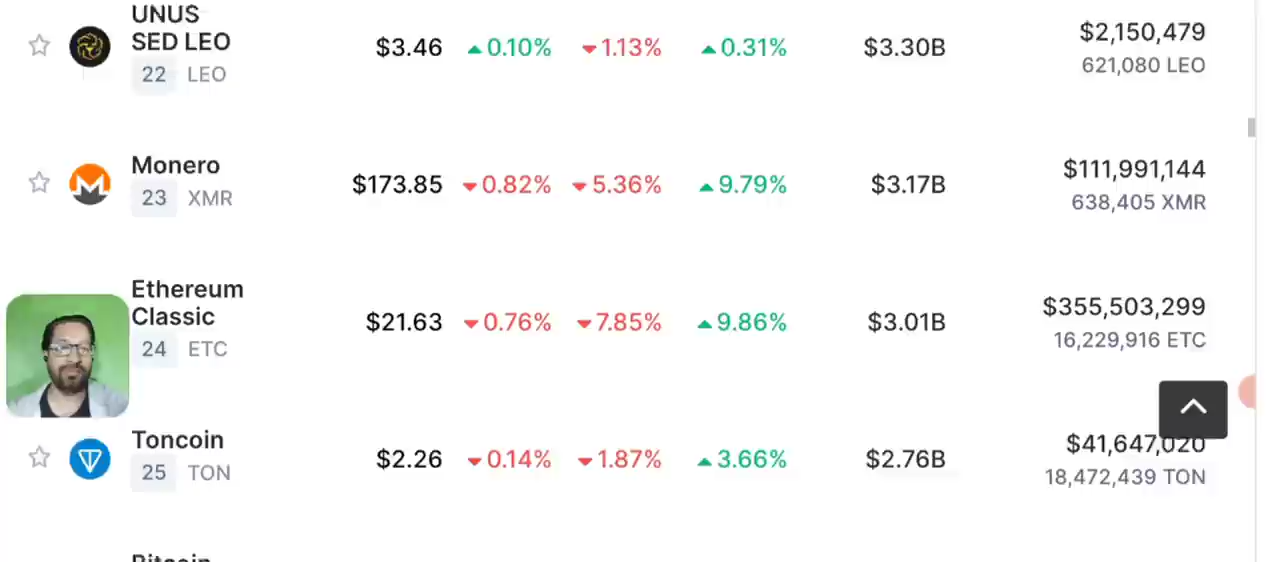 UNUS
SED LEO
22 LEO
$3.46 0.10% 1.13% 0.31% $3.30B
$2,150,479
621,080 LEO
Monero
23 XMR
$173.85 0.82% 5.36% 9.79% $3.17B
$111,991,144
638,405 XMR
Ethereum
Classic
24 ETC
$21.63 0.76% 7.85% 9.86% $3.01B
$355,503,299
16,229,916 ETC
Toncoin
25 TON
$2.26 0.14% 1.87% 3.66% $2.76B
$41,647,020
18,472,439 TON
Bitcoin